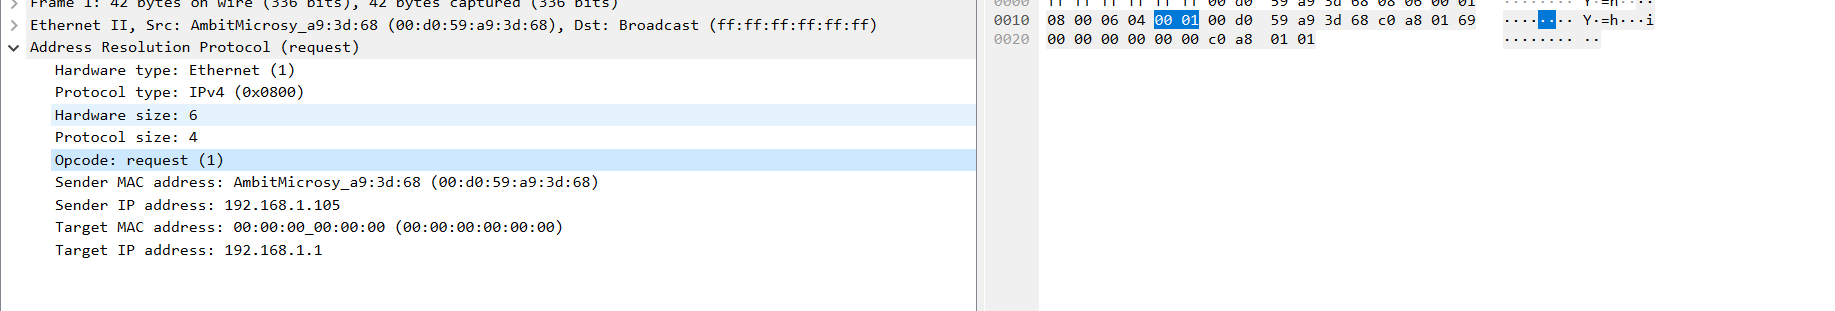 Frame 1: 42 bytes on wire (336 bits), 42 bytes captured (336 bits)
Ethernet II, Src: AmbitMicrosy_a9:3d:68 (00:d0:59:a9:3d:68), Dst: Broadcast (ff:ff:ff:ff:ff:ff)
Address Resolution Protocol (request)
Hardware type: Ethernet (1)
Protocol type: IPv4 (0x0800)
Hardware size: 6
Protocol size: 4
Opcode: request (1)
Sender MAC address: AmbitMicrosy_a9:3d:68 (00:d0:59:a9:3d:68)
Sender IP address: 192.168.1.105
Target MAC address: 00:00:00_00:00:00 (00:00:00:00:00:00)
Target IP address: 192.168.1.1
0000 ff ff ff ff ff ff 00 d0 59 a9 3d 68 08 06 00 01 ········ Y·=h····
0010 08 00 06 04 00 01 00 d0 59 a9 3d 68 c0 a8 01 69 ········ Y·=h···i
0020 00 00 00 00 00 00 c0 a8 01 01 ········ ··